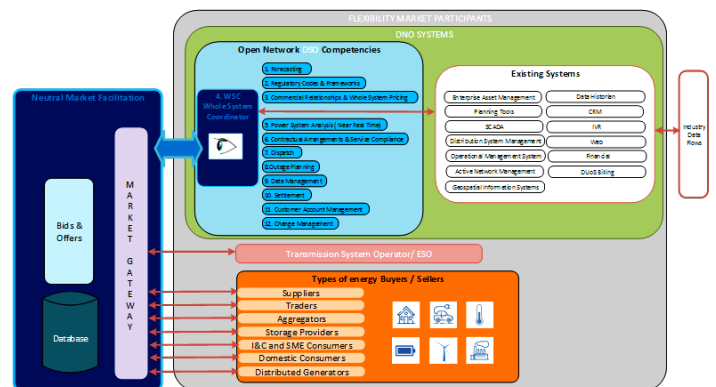 FLEXIBILITY MARKET PARTICIPANTS
DNO SYSTEMS
Open Network DSO Competencies
1. Forecasting
2. Regulatory Codes & Frameworks
3. Commercial Relationships & Whole System Pricing
4. WSC
Whole System
Coordinator
5. Power System Analysis ( Near Real Time)
6. Contractual Arrangements & Service Compliance
7. Dispatch
8.Outage Planning
9. Data Management
10. Settlement
11. Customer Account Management
12. Change Management
Existing Systems
Enterprise Asset Management
Planning Tools
SCADA
Distribution System Management
Operational Management System
Active Network Management
Geospatial Information Systems
Data Historian
CRM
IVR
Web
Financial
DUoS Billing
Industry
Data
Flows
Neutral Market Facilitation
Bids &
Offers
Database
MARKET GATEWAY
Transmission System Operator/ ESO
Types of energy Buyers / Sellers
Suppliers
Traders
Aggregators
Storage Providers
I&C and SME Consumers
Domestic Consumers
Distributed Generators